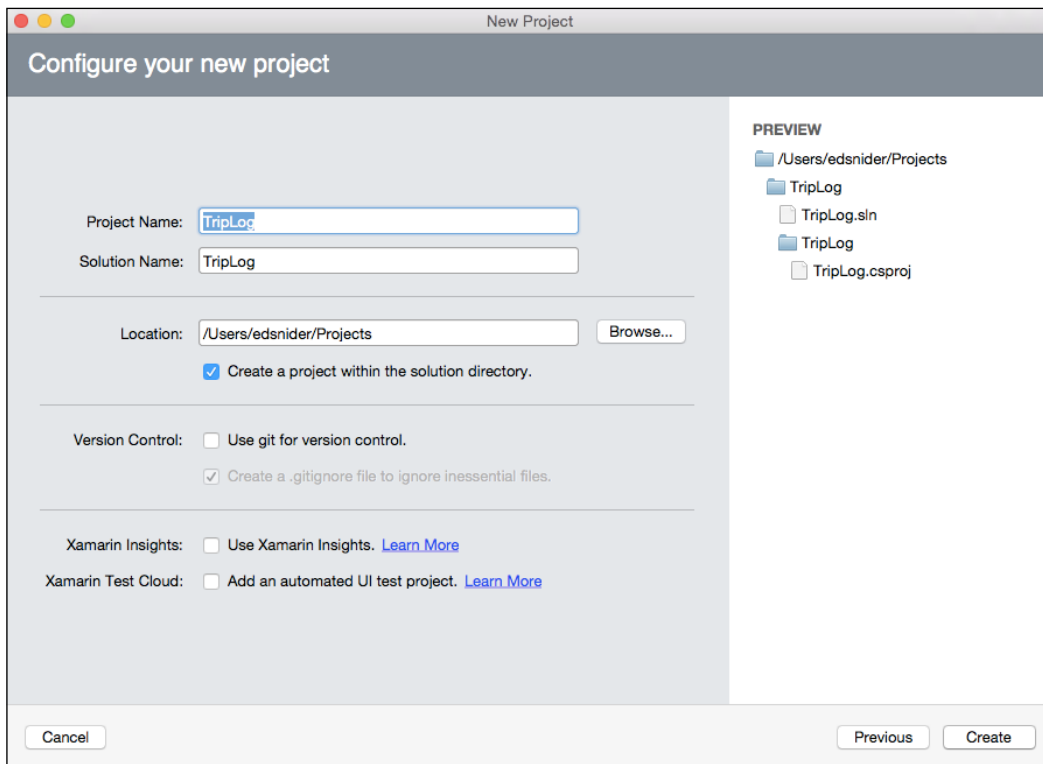 New Project
Configure your new project
Project Name: TripLog
Solution Name: TripLog
Location: /Users/edsnider/Projects Browse...
Create a project within the solution directory.
Version Control: Use git for version control.
Create a .gitignore file to ignore inessential files.
Xamarin Insights: Use Xamarin Insights. Learn More
Xamarin Test Cloud: Add an automated UI test project. Learn More
PREVIEW
/Users/edsnider/Projects
TripLog
TripLog.sln
TripLog
TripLog.csproj
Cancel Previous Create